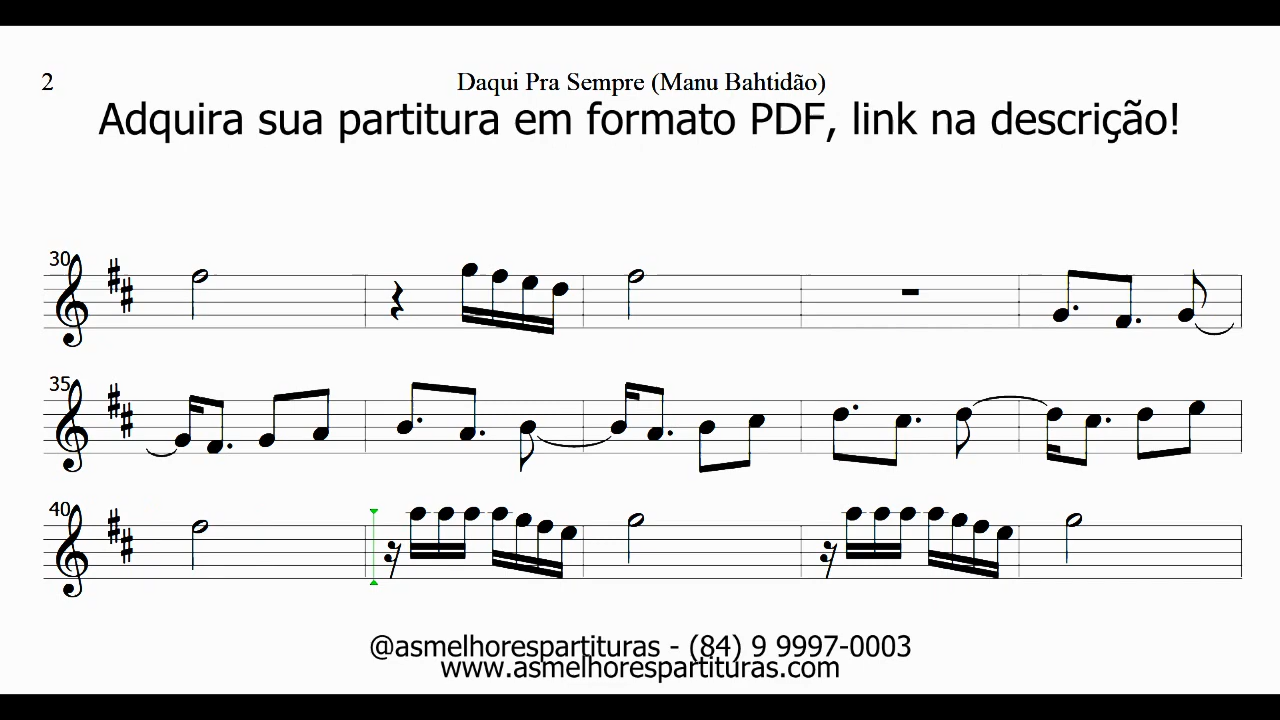 2
Daqui Pra Sempre (Manu Bahtidão)
Adquira sua partitura em formato PDF, link na descrição!
30
35
40
@asmelhorespartituras - (84) 9 9997-0003
www.asmelhorespartituras.com